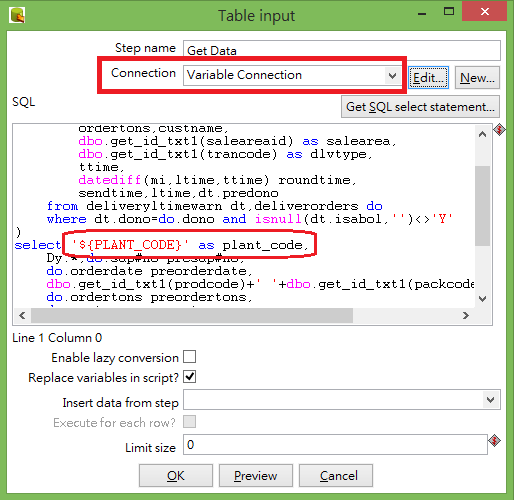 Table input
Step name Get Data
Connection Variable Connection Edit... New...
SQL Get SQL select statement...
ordertons,custname,
dbo.get_id_txt1(saleareaid) as salearea,
dbo.get_id_txt1(trancode) as dlvtype,
ttime,
datediff(mi,ltime,ttime) roundtime,
sendtime,ltime,dt.predono
from deliveryltimewarn dt,deliverorders do
where dt.dono=do.dono and isnull(dt.isabol,'')<>'Y'
)
select '${PLANT_CODE}' as plant_code,
Dy.*,do.sap#no presap#no,
do.orderdate preorderdate,
dbo.get_id_txt1(prodcode)+' '+dbo.get_id_txt1(packcode
do.ordertons preordertons,
Line 1 Column 0
Enable lazy conversion
Replace variables in script?
Insert data from step
Execute for each row?
Limit size 0
OK Preview Cancel